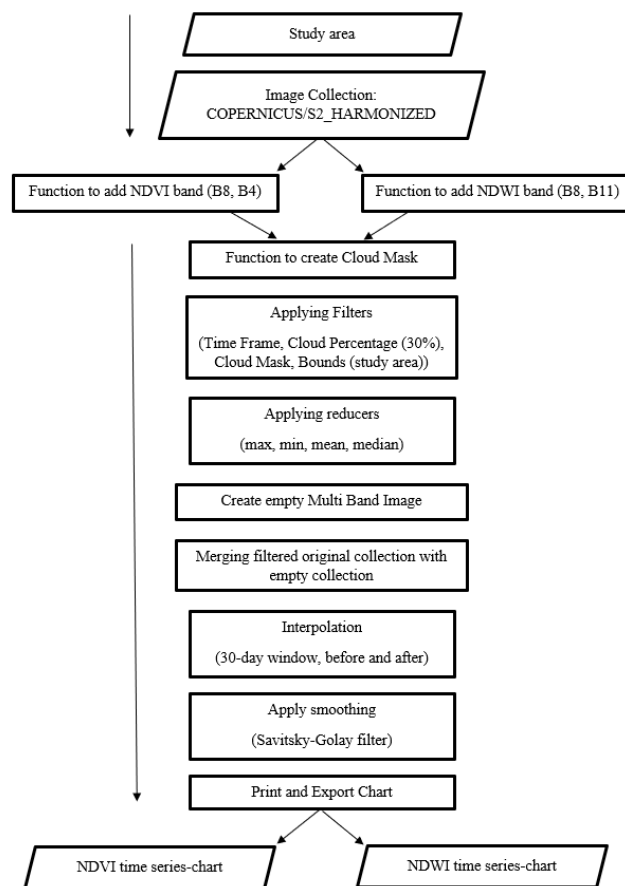 Study area
Image Collection:
COPERNICUS/S2_HARMONIZED
Function to add NDVI band (B8, B4)
Function to add NDWI band (B8, B11)
Function to create Cloud Mask
Applying Filters
(Time Frame, Cloud Percentage (30%),
Cloud Mask, Bounds (study area))
Applying reducers
(max, min, mean, median)
Create empty Multi Band Image
Merging filtered original collection with
empty collection
Interpolation
(30-day window, before and after)
Apply smoothing
(Savitsky-Golay filter)
Print and Export Chart
NDVI time series-chart
NDWI time series-chart